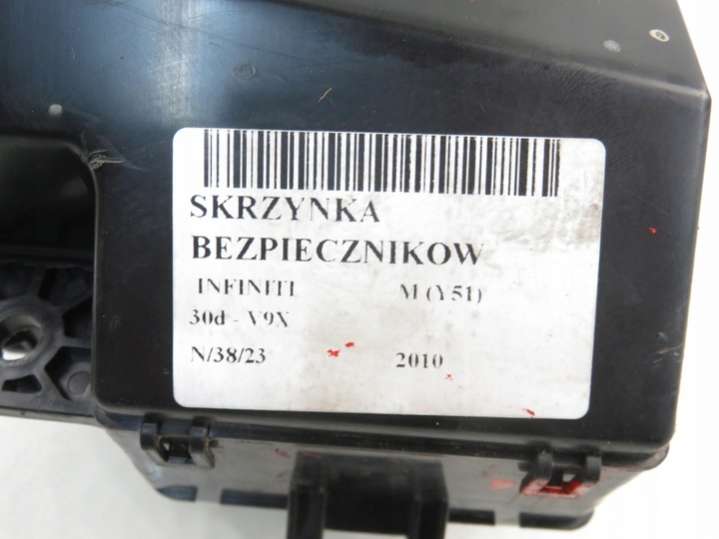 SKRZYNKA
BEZPIECZNIKOW
INFINITI M (Y51)
30d - V9X
N/38/23 2010